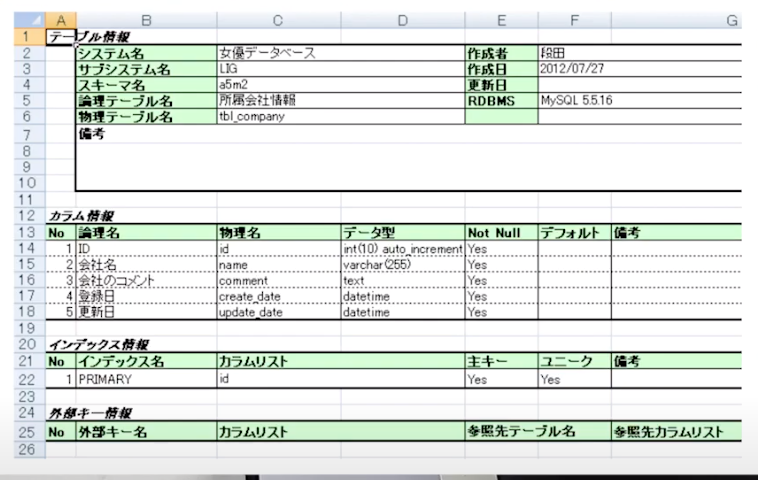 A B C D E F G
1 テーブル情報
2 システム名 女優データベース 作成者 段田
3 サブシステム名 LIG 作成日 2012/07/27
4 スキーマ名 a5m2 更新日
5 論理テーブル名 所属会社情報 RDBMS MySQL 5.5.16
6 物理テーブル名 tbl_company
7 備考
8
9
10
11
12 カラム情報
13 No 論理名 物理名 データ型 Not Null デフォルト 備考
14 1 ID id int(10) auto_increment Yes
15 2 会社名 name varchar(255) Yes
16 3 会社のコメント comment text Yes
17 4 登録日 create_date datetime Yes
18 5 更新日 update_date datetime Yes
19
20 インデックス情報
21 No インデックス名 カラムリスト 主キー ユニーク 備考
22 1 PRIMARY id Yes Yes
23
24 外部キー情報
25 No 外部キー名 カラムリスト 参照先テーブル名 参照先カラムリスト
26